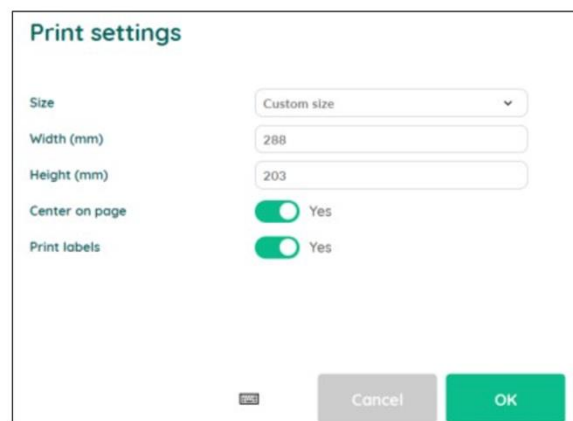 Print settings
Size Custom size
Width (mm) 288
Height (mm) 203
Center on page Yes
Print labels Yes
Cancel OK